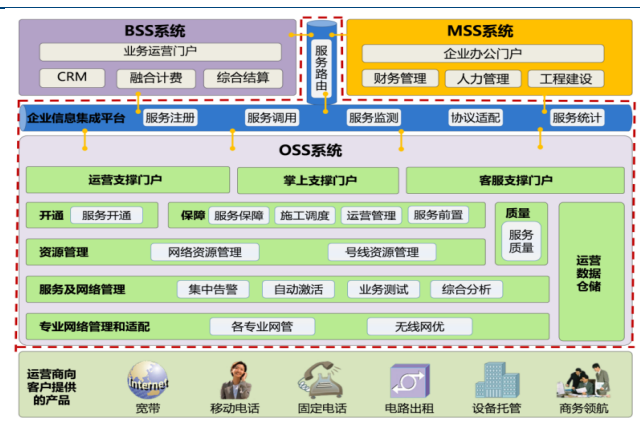 BSS系统
业务运营门户
CRM
融合计费
综合结算
服务路由
MSS系统
企业办公门户
财务管理
人力管理
工程建设
企业信息集成平台
服务注册
服务调用
服务监测
协议适配
服务统计
OSS系统
运营支撑门户
掌上支撑门户
客服支撑门户
开通
服务开通
保障
服务保障
施工调度
运营管理
服务前置
质量
服务
质量
资源管理
网络资源管理
号线资源管理
服务及网络管理
集中告警
自动激活
业务测试
综合分析
专业网络管理和适配
各专业网管
无线网优
运营
数据
仓储
运营商向
客户提供
的产品
Internet
宽带
移动电话
固定电话
电路出租
设备托管
商务领航